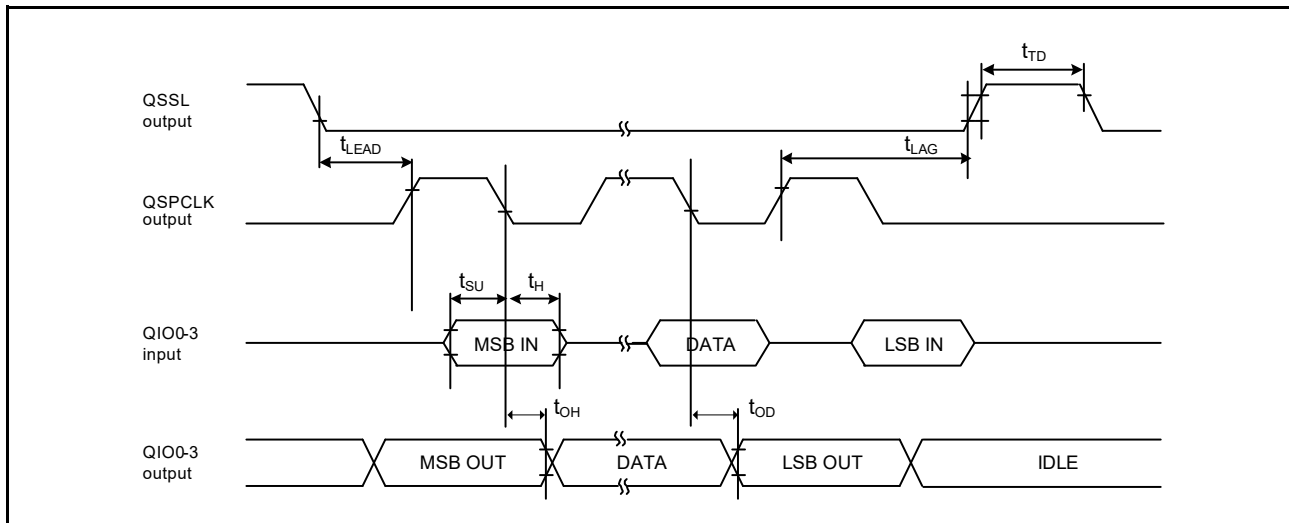 tTD
QSSL
output
tLEAD
tLAG
QSPCLK
output
tSU
tH
QIO0-3
input
MSB IN
DATA
LSB IN
tOH
tOD
QIO0-3
output
MSB OUT
DATA
LSB OUT
IDLE